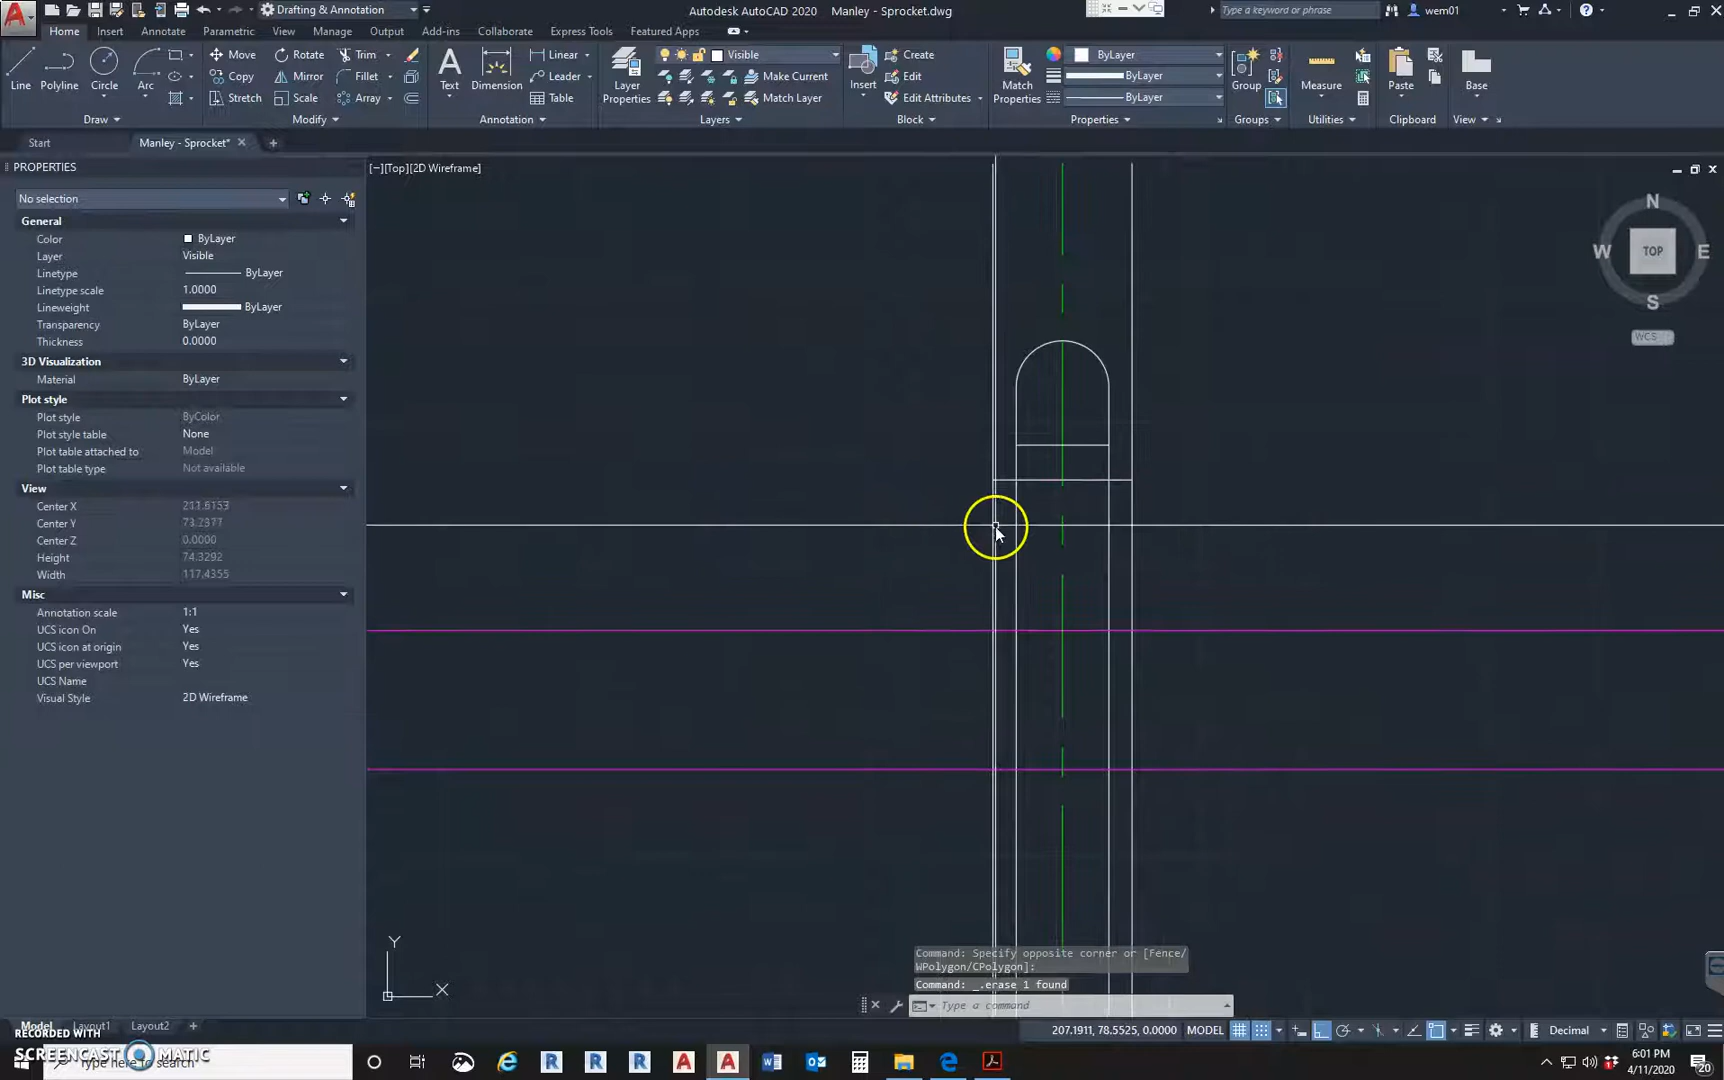 Drafting & Annotation
Autodesk AutoCAD 2020 Manley - Sprocket.dwg
Type a keyword or phrase
wem01
Home Insert Annotate Parametric View Manage Output Add-ins Collaborate Express Tools Featured Apps
Line Polyline Circle Arc
Move Rotate Trim
Copy Mirror Fillet
Stretch Scale Array
Text Dimension
Linear
Leader
Table
Layer Properties
Visible
Make Current
Match Layer
Insert
Create
Edit
Edit Attributes
Match Properties
ByLayer
ByLayer
ByLayer
Group
Measure
Paste
Base
Draw Modify Annotation Layers Block Properties Groups Utilities Clipboard View
Start Manley - Sprocket*
PROPERTIES
[−][Top][2D Wireframe]
No selection
General
Color ByLayer
Layer Visible
Linetype ByLayer
Linetype scale 1.0000
Lineweight ByLayer
Transparency ByLayer
Thickness 0.0000
3D Visualization
Material ByLayer
Plot style
Plot style ByColor
Plot style table None
Plot table attached to Model
Plot table type Not available
View
Center X 211.6153
Center Y 73.2377
Center Z 0.0000
Height 74.3292
Width 117.4355
Misc
Annotation scale 1:1
UCS icon On Yes
UCS icon at origin Yes
UCS per viewport Yes
UCS Name
Visual Style 2D Wireframe
N
W TOP E
S
WCS
Y
X
Command: Specify opposite corner or [Fence/
WPolygon/CPolygon]:
Command: _.erase 1 found
Type a command
Model Layout1 Layout2
207.1911, 78.5525, 0.0000 MODEL Decimal
RECORDED WITH
SCREENCAST MATIC
Type here to search
6:01 PM
4/11/2020
20